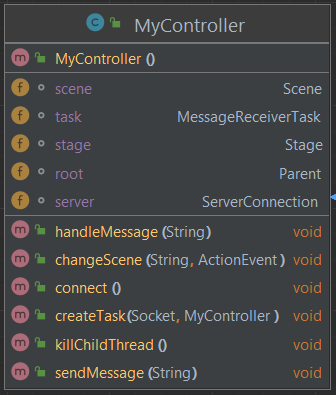 C MyController
m MyController ()
f scene Scene
f task MessageReceiverTask
f stage Stage
f root Parent
f server ServerConnection
m handleMessage (String) void
m changeScene (String, ActionEvent) void
m connect () void
m createTask(Socket, MyController) void
m killChildThread() void
m sendMessage (String) void